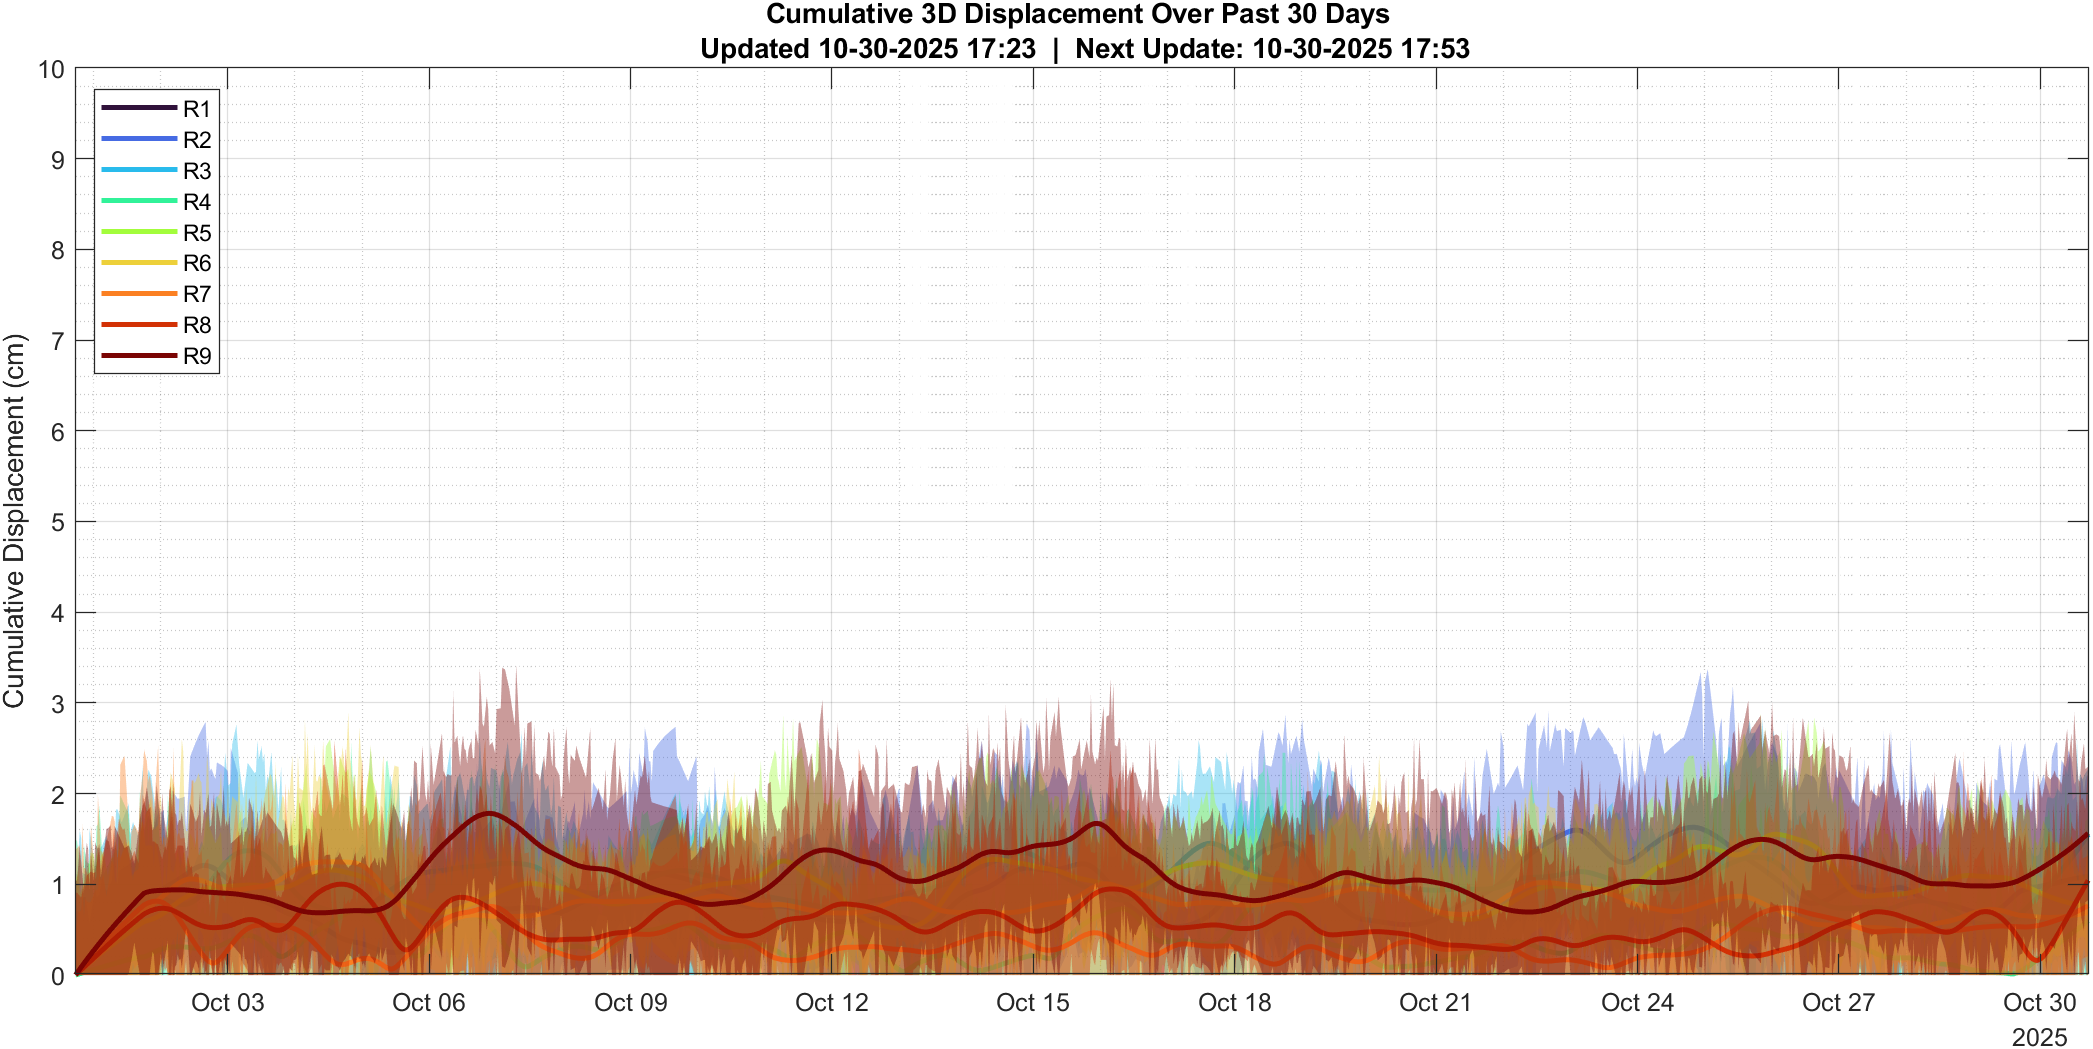 Cumulative 3D Displacement Over Past 30 Days
Updated 10-30-2025 17:23 | Next Update: 10-30-2025 17:53
Cumulative Displacement (cm)
10
9
8
7
6
5
4
3
2
1
0
R1
R2
R3
R4
R5
R6
R7
R8
R9
Oct 03
Oct 06
Oct 09
Oct 12
Oct 15
Oct 18
Oct 21
Oct 24
Oct 27
Oct 30
2025